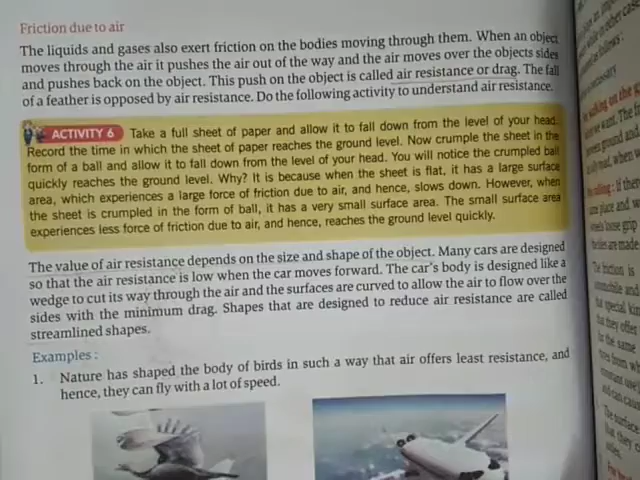 Friction due to air
The liquids and gases also exert friction on the bodies moving through them. When an object
moves through the air it pushes the air out of the way and the air moves over the objects sides
and pushes back on the object. This push on the object is called air resistance or drag. The fall
of a feather is opposed by air resistance. Do the following activity to understand air resistance.
ACTIVITY 6 Take a full sheet of paper and allow it to fall down from the level of your head.
Record the time in which the sheet of paper reaches the ground level. Now crumple the sheet in the
form of a ball and allow it to fall down from the level of your head. You will notice the crumpled ball
quickly reaches the ground level. Why? It is because when the sheet is flat, it has a large surface
area, which experiences a large force of friction due to air, and hence, slows down. However, when
the sheet is crumpled in the form of ball, it has a very small surface area. The small surface area
experiences less force of friction due to air, and hence, reaches the ground level quickly.
The value of air resistance depends on the size and shape of the object. Many cars are designed
so that the air resistance is low when the car moves forward. The car's body is designed like a
wedge to cut its way through the air and the surfaces are curved to allow the air to flow over the
sides with the minimum drag. Shapes that are designed to reduce air resistance are called
streamlined shapes.
Examples :
1. Nature has shaped the body of birds in such a way that air offers least resistance, and
hence, they can fly with a lot of speed.